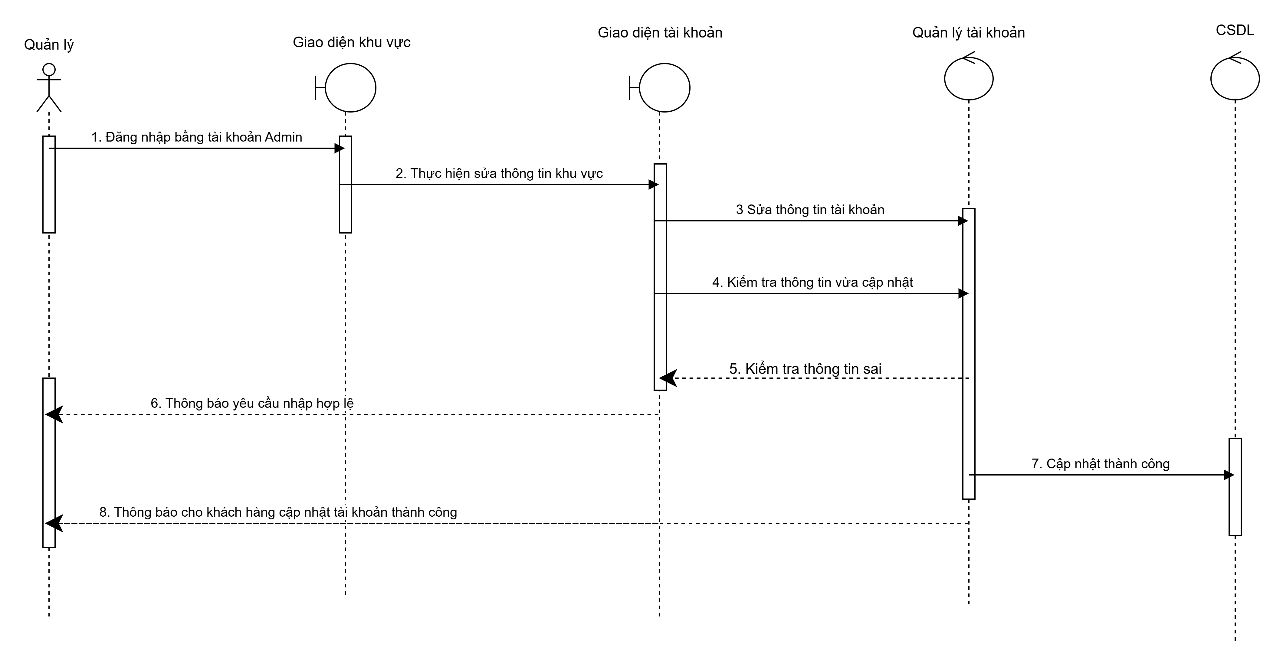 Quản lý
Giao diện khu vực
Giao diện tài khoản
Quản lý tài khoản
CSDL
1. Đăng nhập bằng tài khoản Admin
2. Thực hiện sửa thông tin khu vực
3 Sửa thông tin tài khoản
4. Kiểm tra thông tin vừa cập nhật
5. Kiểm tra thông tin sai
6. Thông báo yêu cầu nhập hợp lệ
7. Cập nhật thành công
8. Thông báo cho khách hàng cập nhật tài khoản thành công